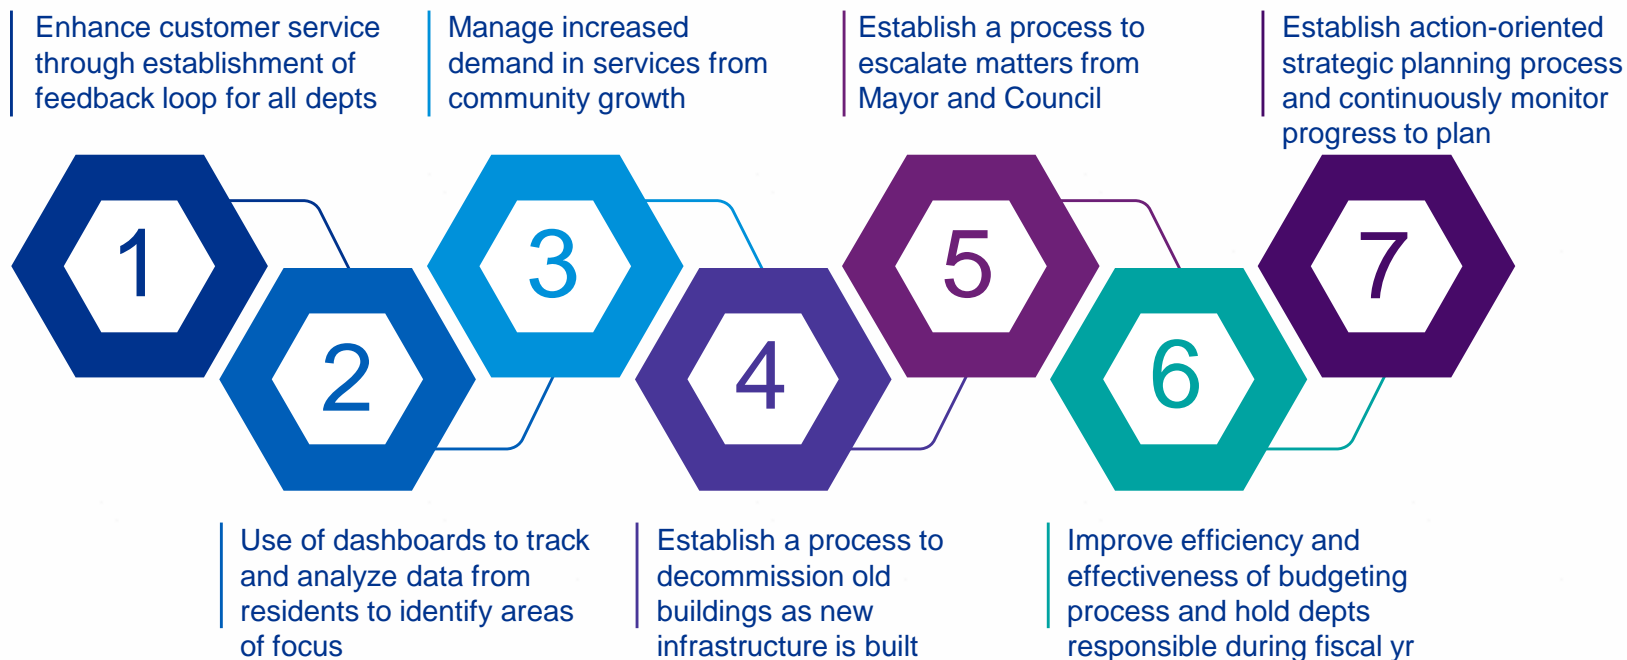 Enhance customer service
through establishment of
feedback loop for all depts
Manage increased
demand in services from
community growth
Establish a process to
escalate matters from
Mayor and Council
Establish action-oriented
strategic planning process
and continuously monitor
progress to plan
1
2
3
4
5
6
7
Use of dashboards to track
and analyze data from
residents to identify areas
of focus
Establish a process to
decommission old
buildings as new
infrastructure is built
Improve efficiency and
effectiveness of budgeting
process and hold depts
responsible during fiscal yr